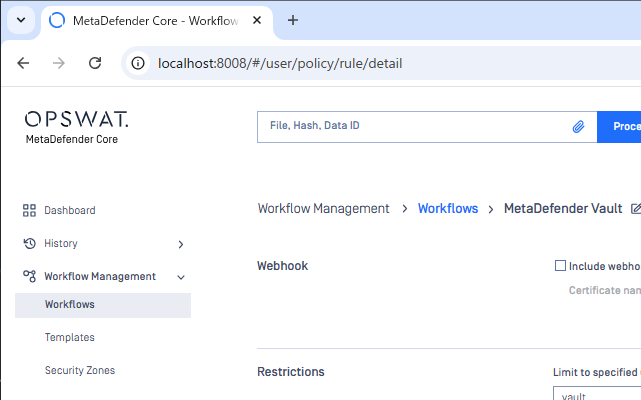 MetaDefender Core - Workflow
localhost:8008/#/user/policy/rule/detail
OPSWAT.
MetaDefender Core
File, Hash, Data ID
Proce
Dashboard
History
Workflow Management
Workflows
Templates
Security Zones
Workflow Management > Workflows > MetaDefender Vault
Webhook
Include webho
Certificate nam
Restrictions
Limit to specified
vault